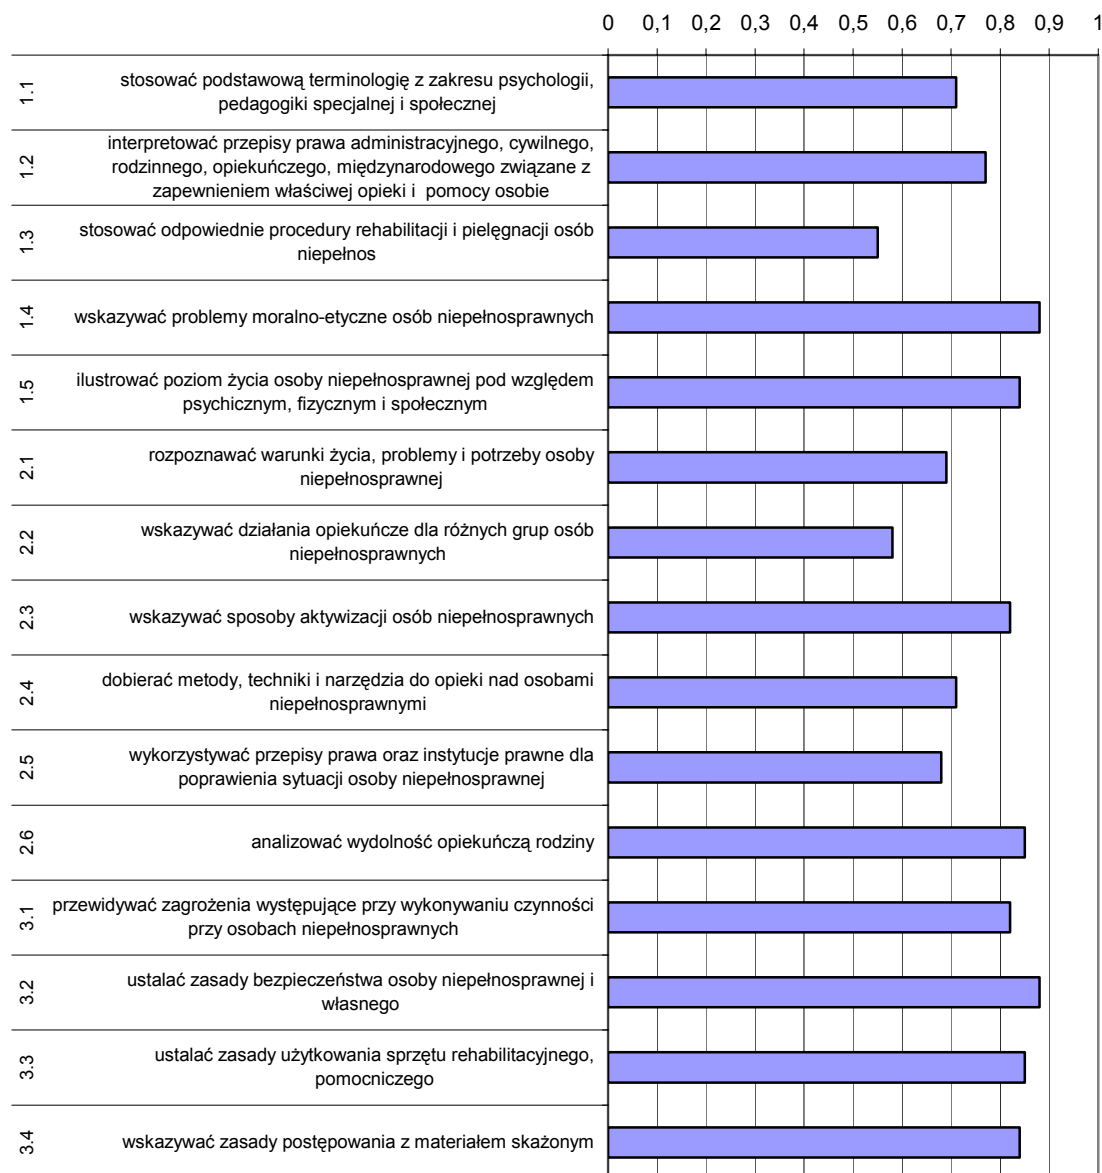 0 0,1 0,2 0,3 0,4 0,5 0,6 0,7 0,8 0,9 1
1.1
stosować podstawową terminologię z zakresu psychologii,
pedagogiki specjalnej i społecznej
1.2
interpretować przepisy prawa administracyjnego, cywilnego,
rodzinnego, opiekuńczego, międzynarodowego związane z
zapewnieniem właściwej opieki i pomocy osobie
1.3
stosować odpowiednie procedury rehabilitacji i pielęgnacji osób
niepełnos
1.4
wskazywać problemy moralno-etyczne osób niepełnosprawnych
1.5
ilustrować poziom życia osoby niepełnosprawnej pod względem
psychicznym, fizycznym i społecznym
2.1
rozpoznawać warunki życia, problemy i potrzeby osoby
niepełnosprawnej
2.2
wskazywać działania opiekuńcze dla różnych grup osób
niepełnosprawnych
2.3
wskazywać sposoby aktywizacji osób niepełnosprawnych
2.4
dobierać metody, techniki i narzędzia do opieki nad osobami
niepełnosprawnymi
2.5
wykorzystywać przepisy prawa oraz instytucje prawne dla
poprawienia sytuacji osoby niepełnosprawnej
2.6
analizować wydolność opiekuńczą rodziny
3.1
przewidywać zagrożenia występujące przy wykonywaniu czynności
przy osobach niepełnosprawnych
3.2
ustalać zasady bezpieczeństwa osoby niepełnosprawnej i
własnego
3.3
ustalać zasady użytkowania sprzętu rehabilitacyjnego,
pomocniczego
3.4
wskazywać zasady postępowania z materiałem skażonym